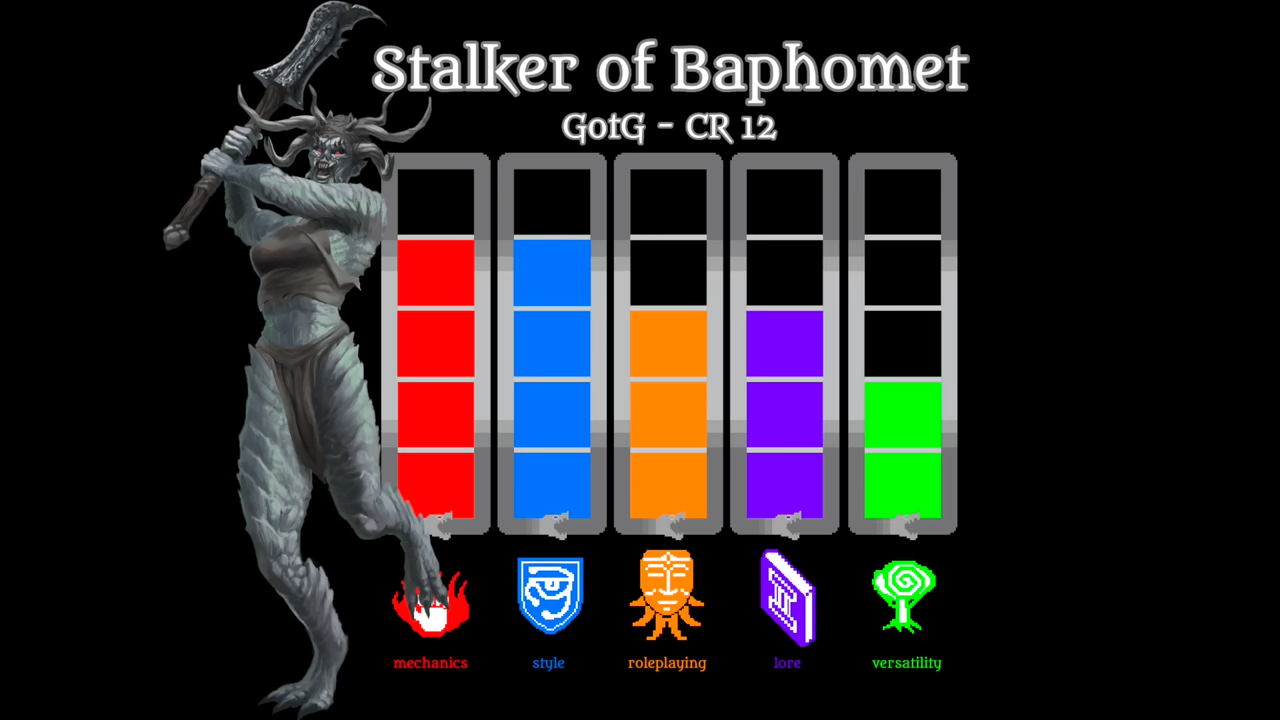 Stalker of Baphomet
GotG - CR 12
mechanics style roleplaying lore versatility